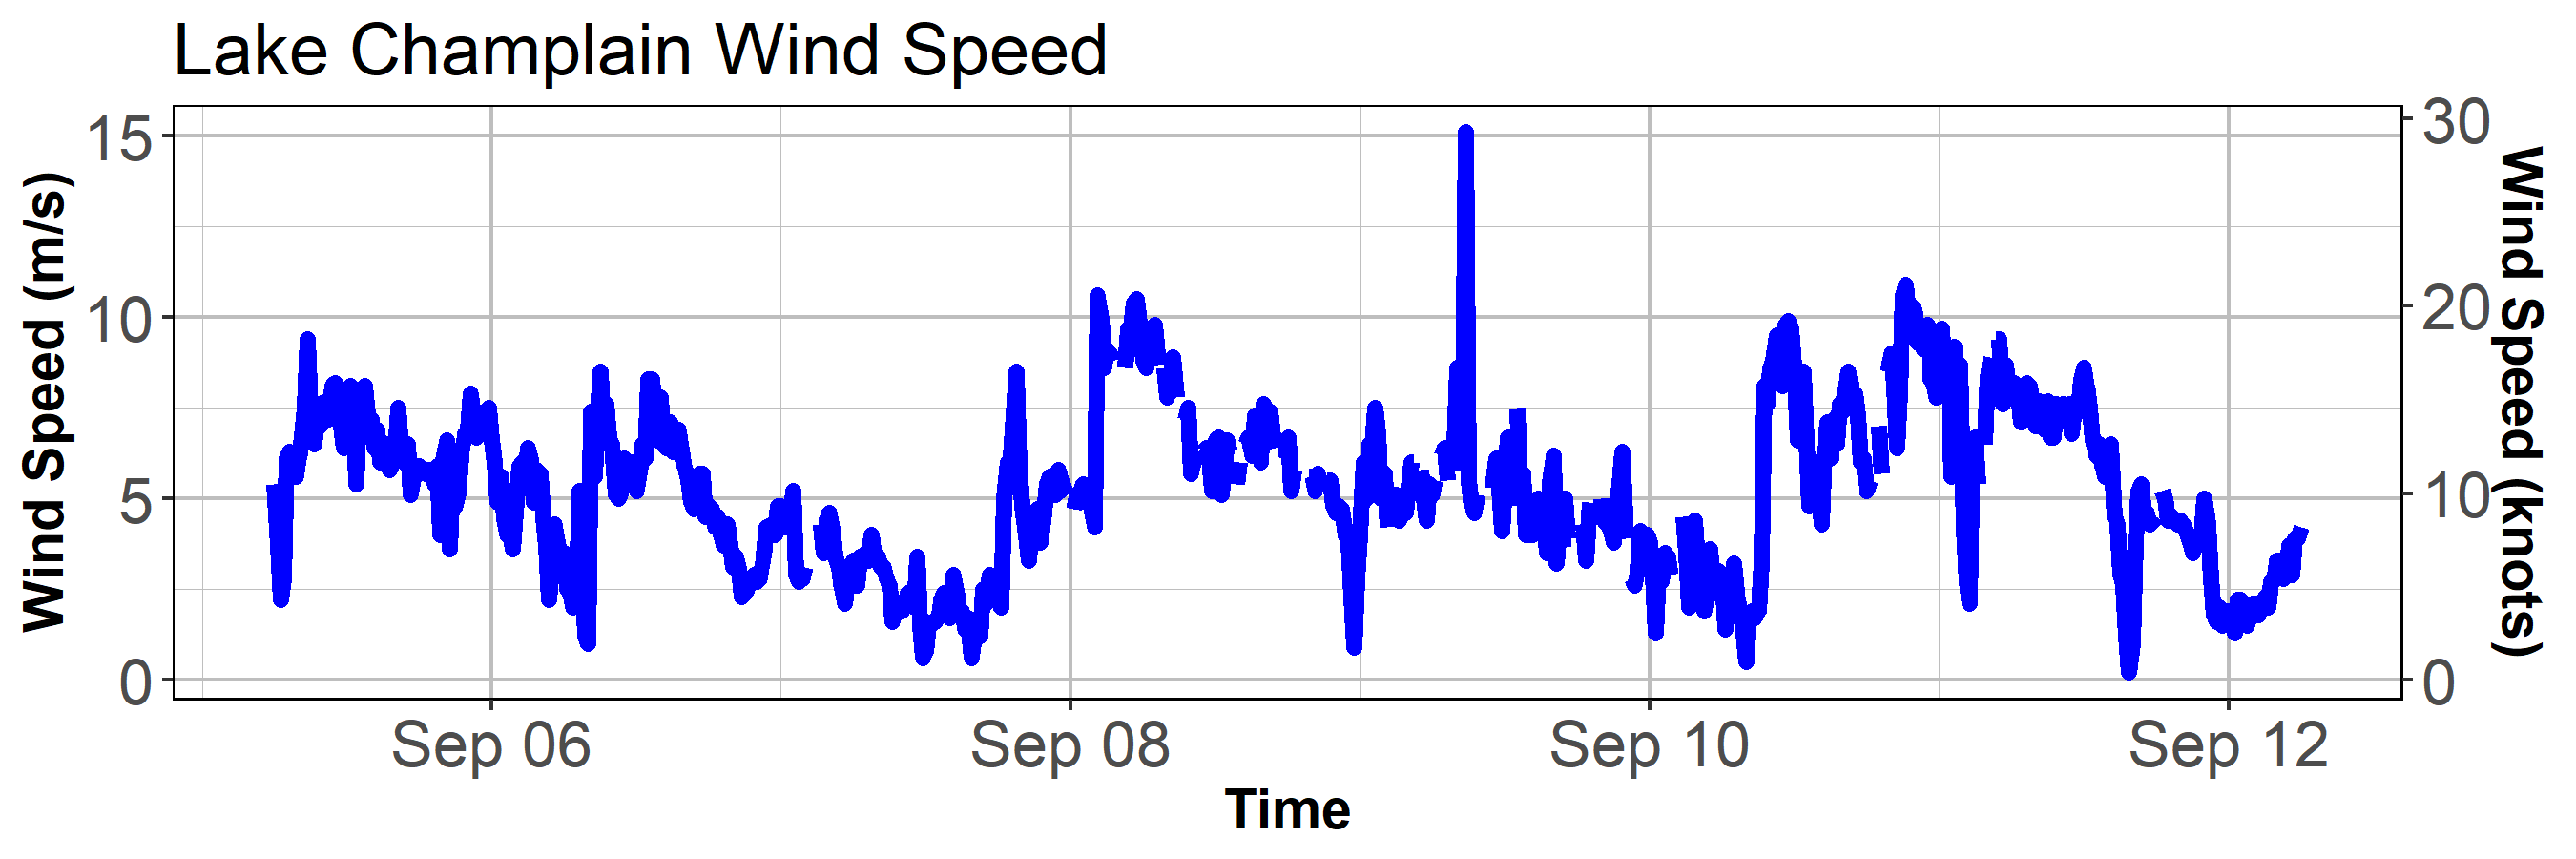 Lake Champlain Wind Speed
15
10
5
0
Wind Speed (m/s)
30
20
10
0
Wind Speed (knots)
Sep 06
Sep 08
Sep 10
Sep 12
Time